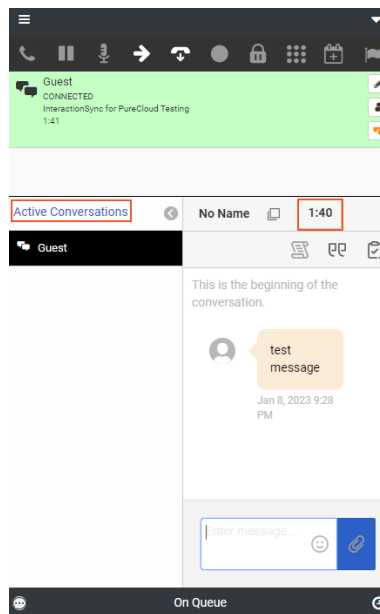 Guest
CONNECTED
InteractionSync for PureCloud Testing
1:41
Active Conversations
No Name
1:40
Guest
This is the beginning of the
conversation.
test
message
Jan 8, 2023 9:28
PM
Enter message...
On Queue